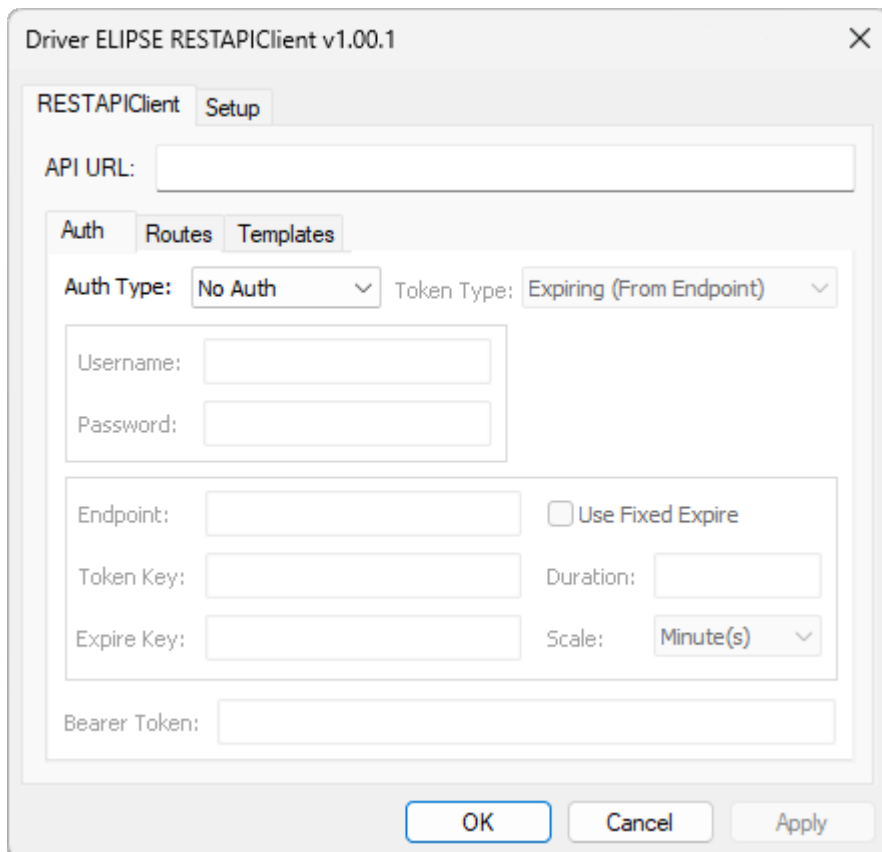 Driver ELIPSE RESTAPIClient v1.00.1
RESTAPIClient Setup
API URL:
Auth Routes Templates
Auth Type: No Auth Token Type: Expiring (From Endpoint)
Username:
Password:
Endpoint: Use Fixed Expire
Token Key: Duration:
Expire Key: Scale: Minute(s)
Bearer Token:
OK Cancel Apply